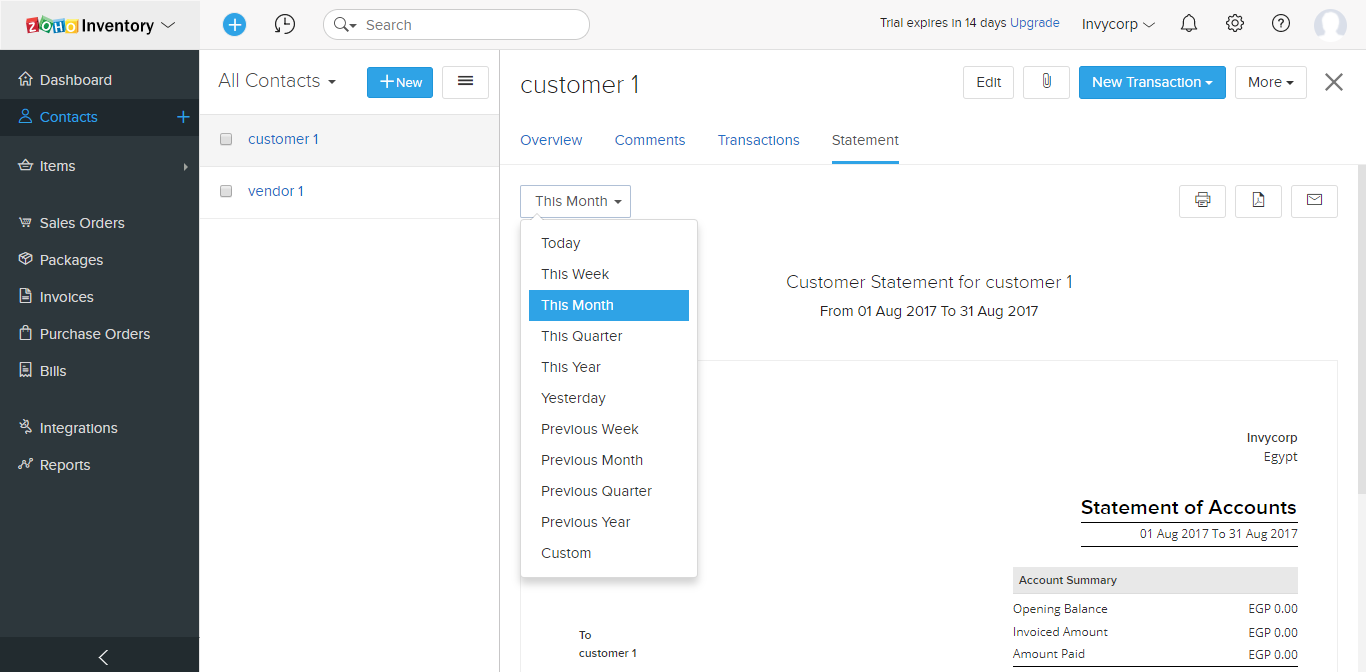 ZOHO Inventory
Search
Trial expires in 14 days Upgrade
Invycorp
Dashboard
Contacts
Items
Sales Orders
Packages
Invoices
Purchase Orders
Bills
Integrations
Reports
All Contacts
New
customer 1
vendor 1
customer 1
Edit
New Transaction
More
Overview
Comments
Transactions
Statement
This Month
Today
This Week
This Month
This Quarter
This Year
Yesterday
Previous Week
Previous Month
Previous Quarter
Previous Year
Custom
Customer Statement for customer 1
From 01 Aug 2017 To 31 Aug 2017
Invycorp
Egypt
Statement of Accounts
01 Aug 2017 To 31 Aug 2017
Account Summary
Opening Balance EGP 0.00
Invoiced Amount EGP 0.00
Amount Paid EGP 0.00
To
customer 1